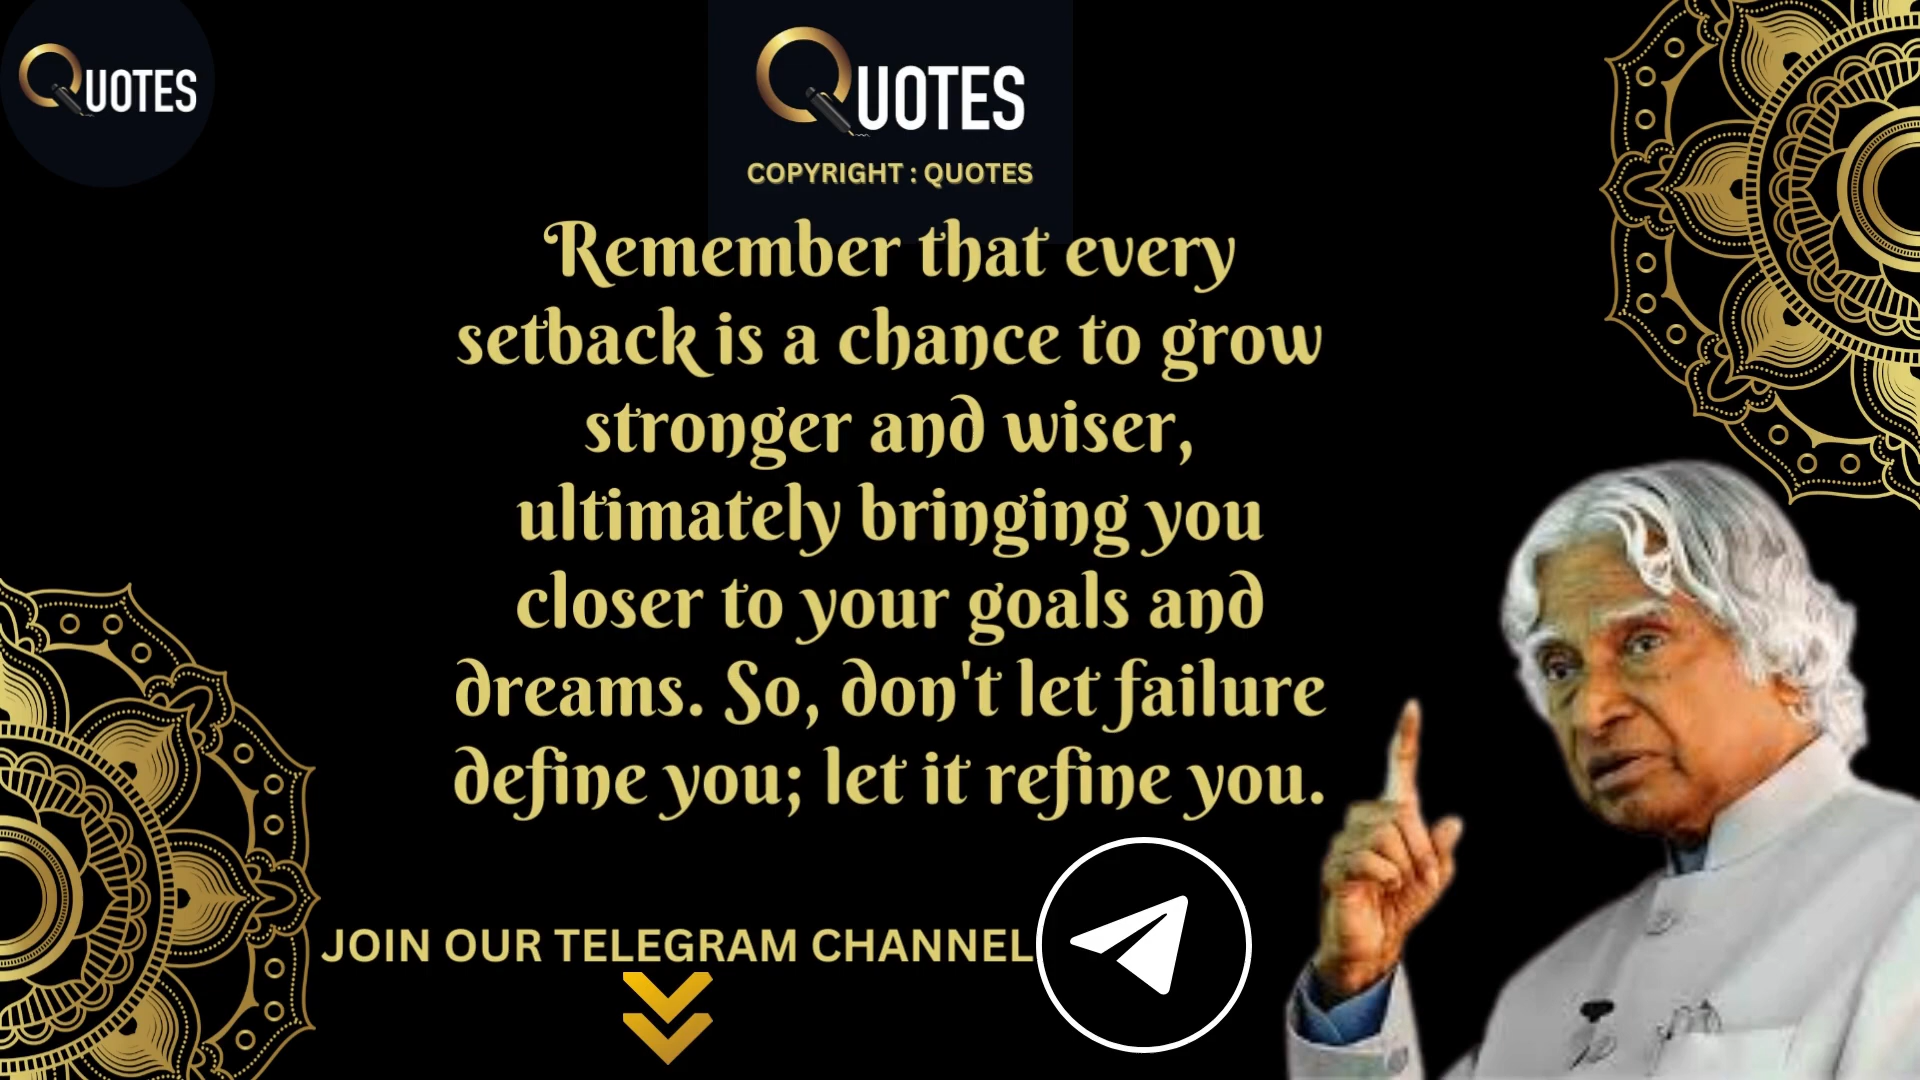 QUOTES
QUOTES
COPYRIGHT : QUOTES
Remember that every
setback is a chance to grow
stronger and wiser,
ultimately bringing you
closer to your goals and
dreams. So, don't let failure
define you; let it refine you.
JOIN OUR TELEGRAM CHANNEL